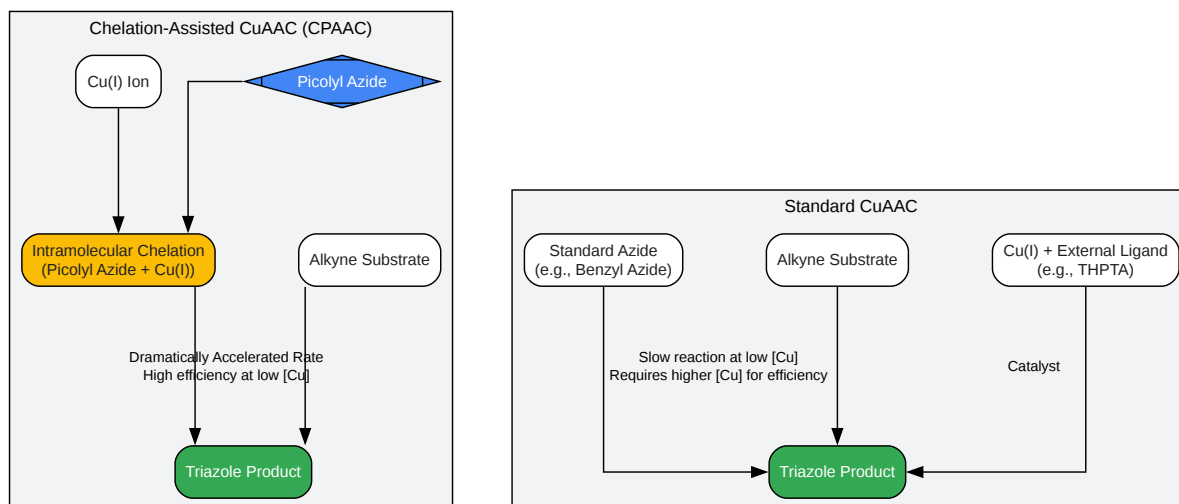 Chelation-Assisted CuAAC (CPAAC)
Cu(I) Ion
Picolyl Azide
Intramolecular Chelation
(Picolyl Azide + Cu(I))
Alkyne Substrate
Dramatically Accelerated Rate
High efficiency at low [Cu]
Triazole Product
Standard CuAAC
Standard Azide
(e.g., Benzyl Azide)
Alkyne Substrate
Cu(I) + External Ligand
(e.g., THPTA)
Slow reaction at low [Cu]
Requires higher [Cu] for efficiency
Catalyst
Triazole Product